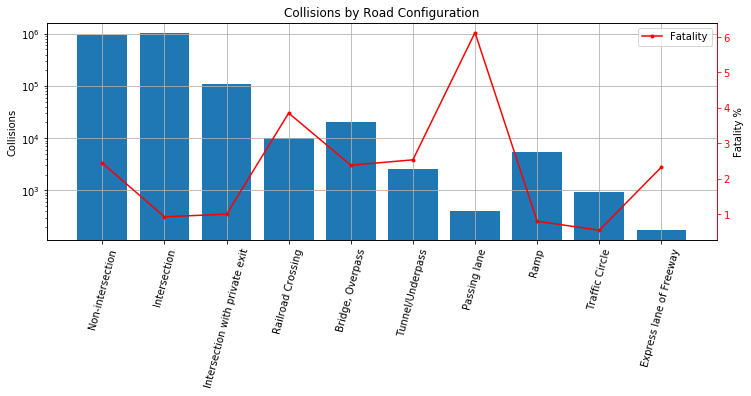 Collisions by Road Configuration
Fatality
10⁶
10⁵
10⁴
10³
Collisions
6
5
4
3
2
1
Fatality %
Non-intersection
Intersection
Intersection with private exit
Railroad Crossing
Bridge, Overpass
Tunnel/Underpass
Passing lane
Ramp
Traffic Circle
Express lane of Freeway